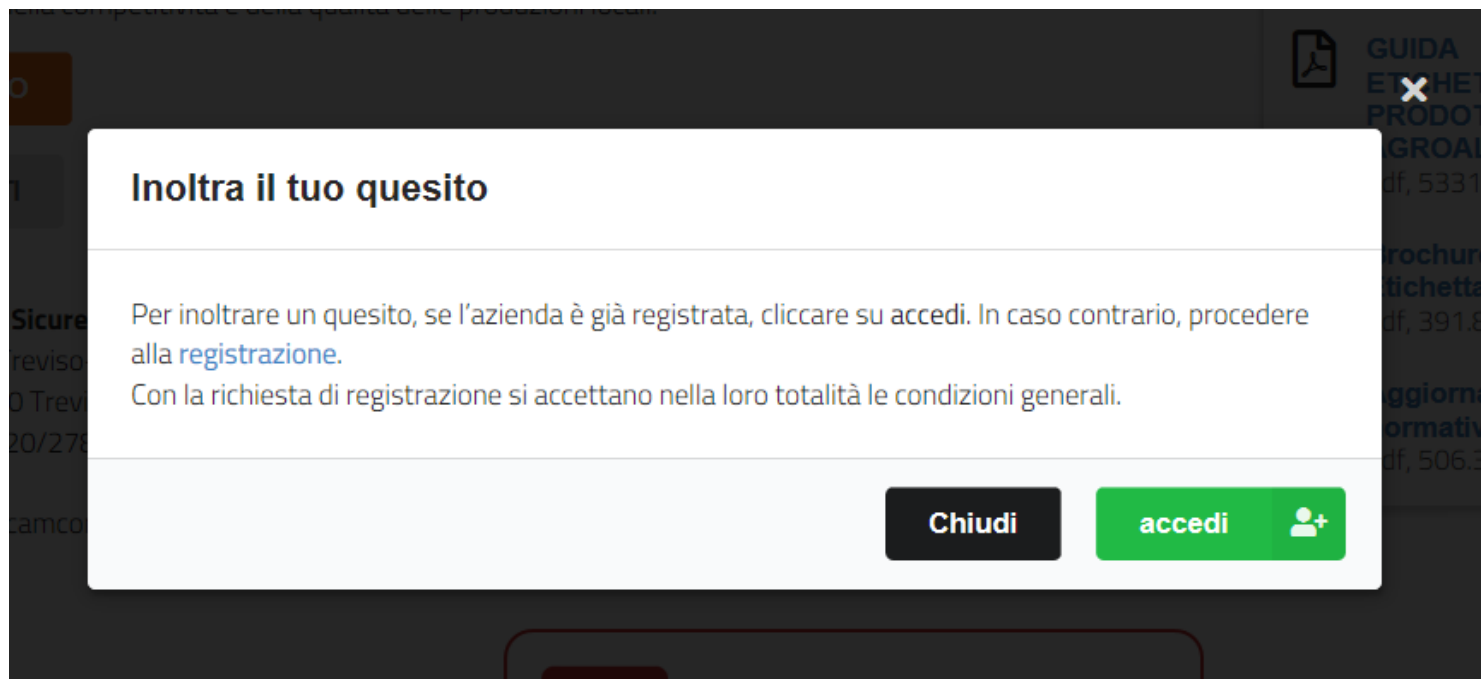 GUIDA
Inoltra il tuo quesito
Per inoltrare un quesito, se l'azienda è già registrata, cliccare su accedi. In caso contrario, procedere
alla registrazione.
Con la richiesta di registrazione si accettano nella loro totalità le condizioni generali.
Chiudi
accedi